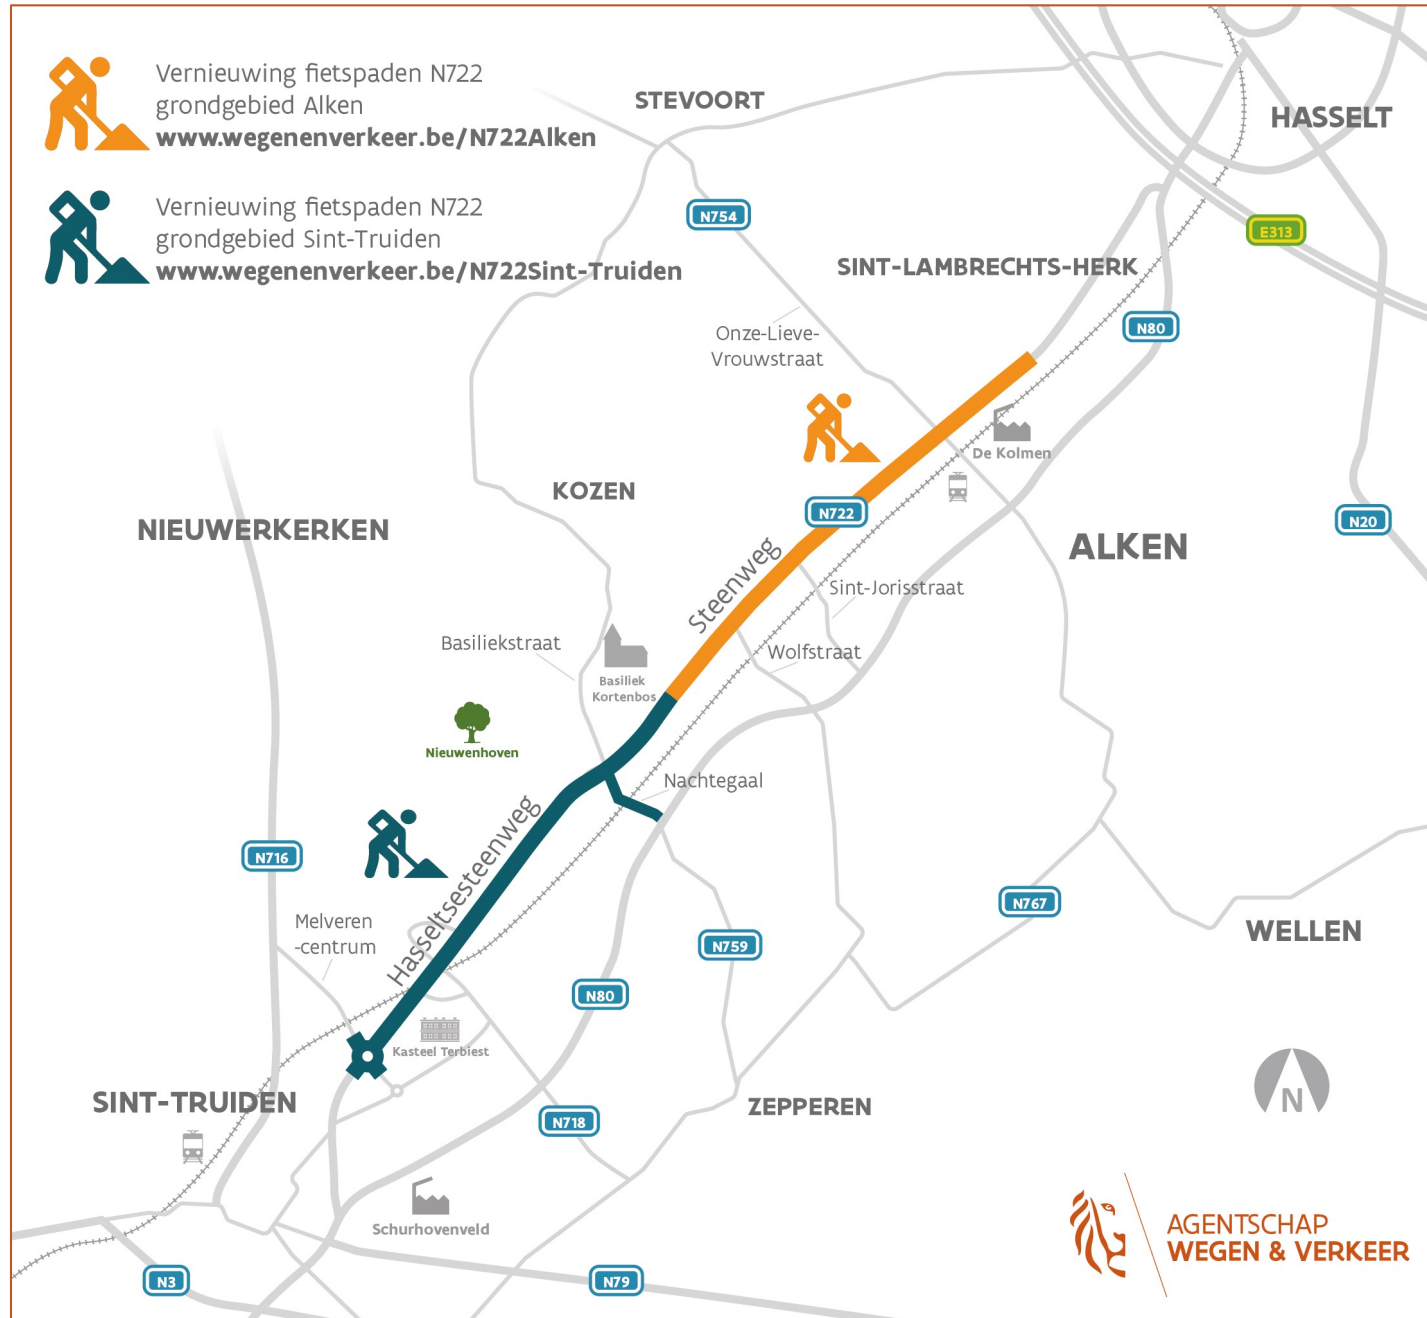 Vernieuwing fietspaden N722
grondgebied Alken
www.wegenenverkeer.be/N722Alken
Vernieuwing fietspaden N722
grondgebied Sint-Truiden
www.wegenenverkeer.be/N722Sint-Truiden
STEVOORT
HASSELT
N754
E313
SINT-LAMBRECHTS-HERK
N80
Onze-Lieve-
Vrouwstraat
De Kolmen
KOZEN
N722
N20
NIEUWERKERKEN
ALKEN
Steenweg
Sint-Jorisstraat
Basiliekstraat
Wolfstraat
Basiliek
Kortenbos
Nieuwenhoven
Nachtegaal
Hasseltsesteenweg
N716
N767
Melveren
-centrum
WELLEN
N759
N80
Kasteel Terbiest
SINT-TRUIDEN
ZEPPEREN
N
N718
Schurhovenveld
AGENTSCHAP
WEGEN & VERKEER
N3
N79